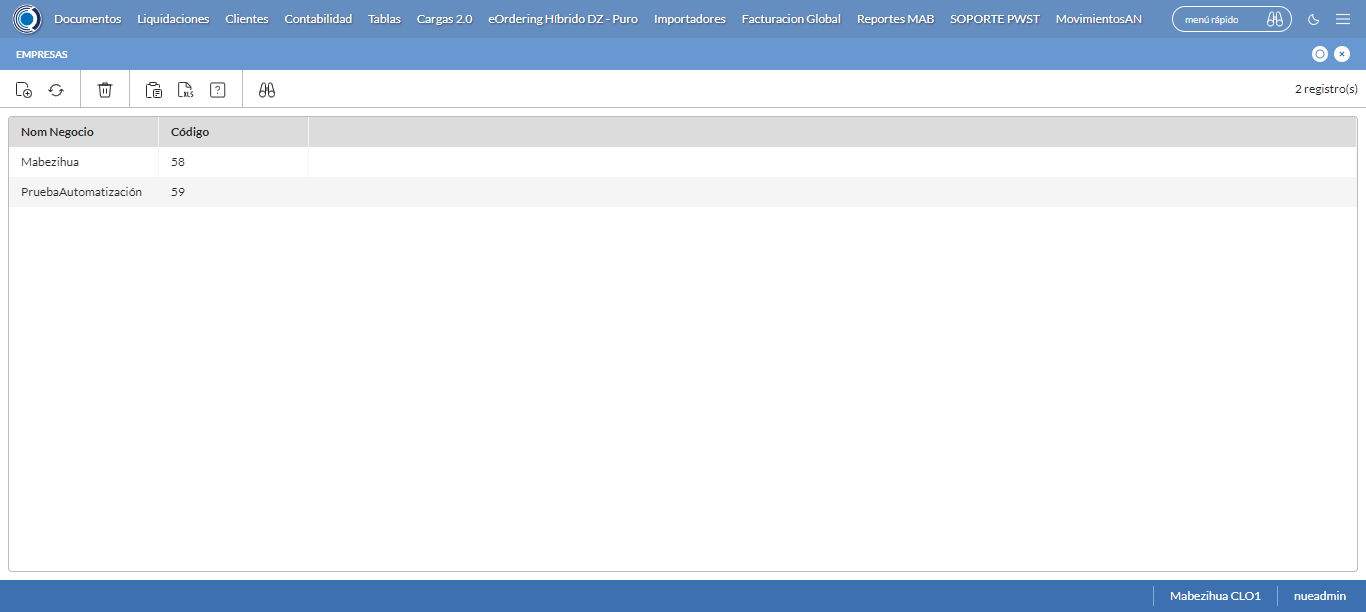 Documentos Liquidaciones Clientes Contabilidad Tablas Cargas 2.0 eOrdering Híbrido DZ - Puro Importadores Facturacion Global Reportes MAB SOPORTE PWST MovimientosAN menú rápido
EMPRESAS
XLS ? 2 registro(s)
Nom Negocio Código
Mabezihua 58
PruebaAutomatización 59
Mabezihua CLO1 nueadmin